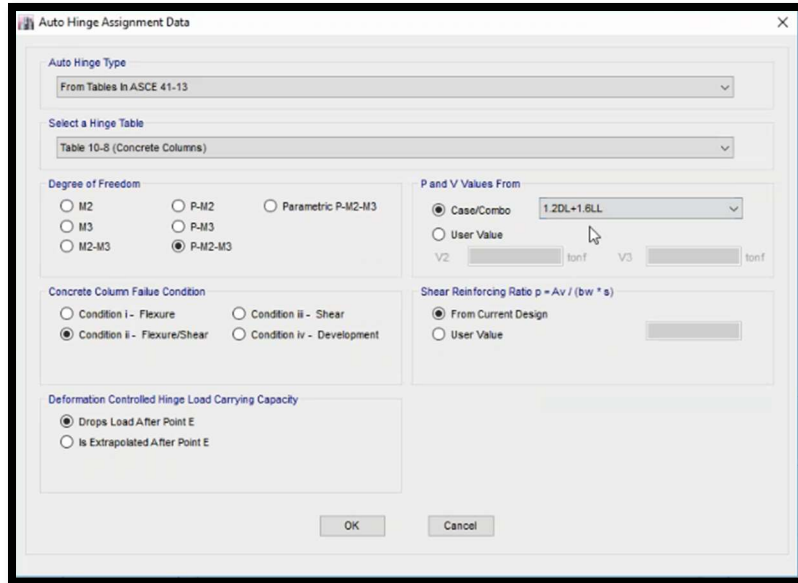 Auto Hinge Assignment Data
Auto Hinge Type
From Tables In ASCE 41-13
Select a Hinge Table
Table 10-8 (Concrete Columns)
Degree of Freedom
M2 P-M2 Parametric P-M2-M3
M3 P-M3
M2-M3 P-M2-M3
P and V Values From
Case/Combo 1.2DL+1.6LL
User Value
V2 tonf V3 tonf
Concrete Column Failue Condition
Condition i - Flexure Condition iii - Shear
Condition ii - Flexure/Shear Condition iv - Development
Shear Reinforcing Ratio p = Av / (bw * s)
From Current Design
User Value
Deformation Controlled Hinge Load Carrying Capacity
Drops Load After Point E
Is Extrapolated After Point E
OK Cancel